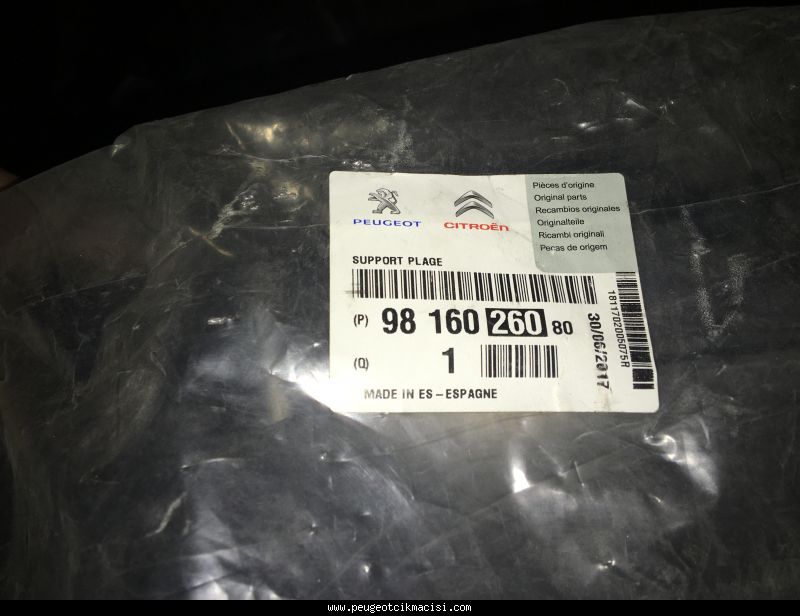 PEUGEOT
CITROËN
Pièces d'origine
Original parts
Recambios originales
Originalteile
Ricambi originali
Peças de origem
SUPPORT PLAGE
(P) 98 160 260 80
30/06/2017
1811702005075R
(Q) 1
MADE IN ES – ESPAGNE
www.peugeotcikmacisi.com